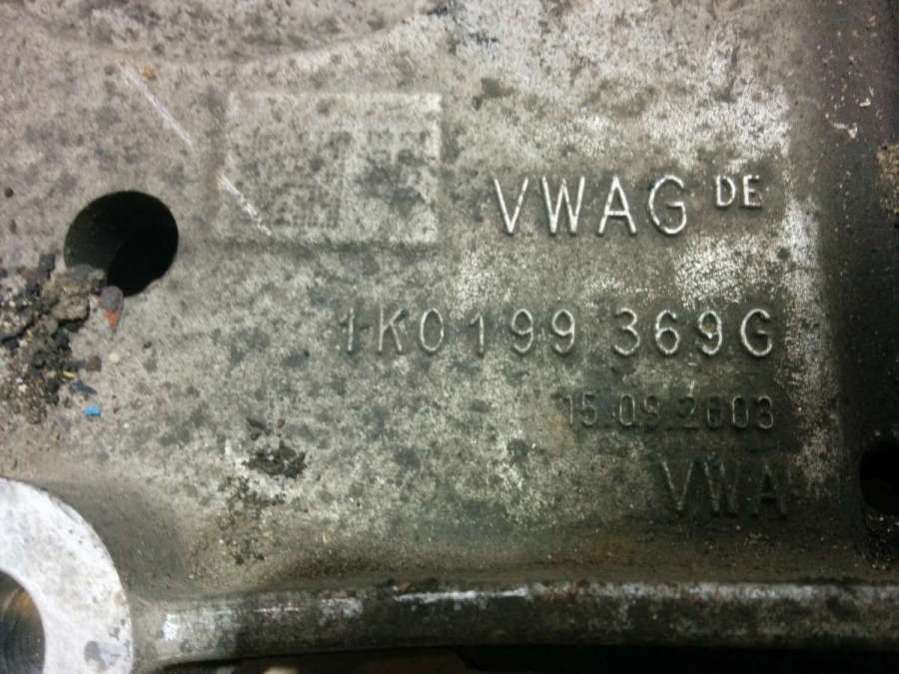 VWAG DE
1K0199 369G
15.09.2003
VWA